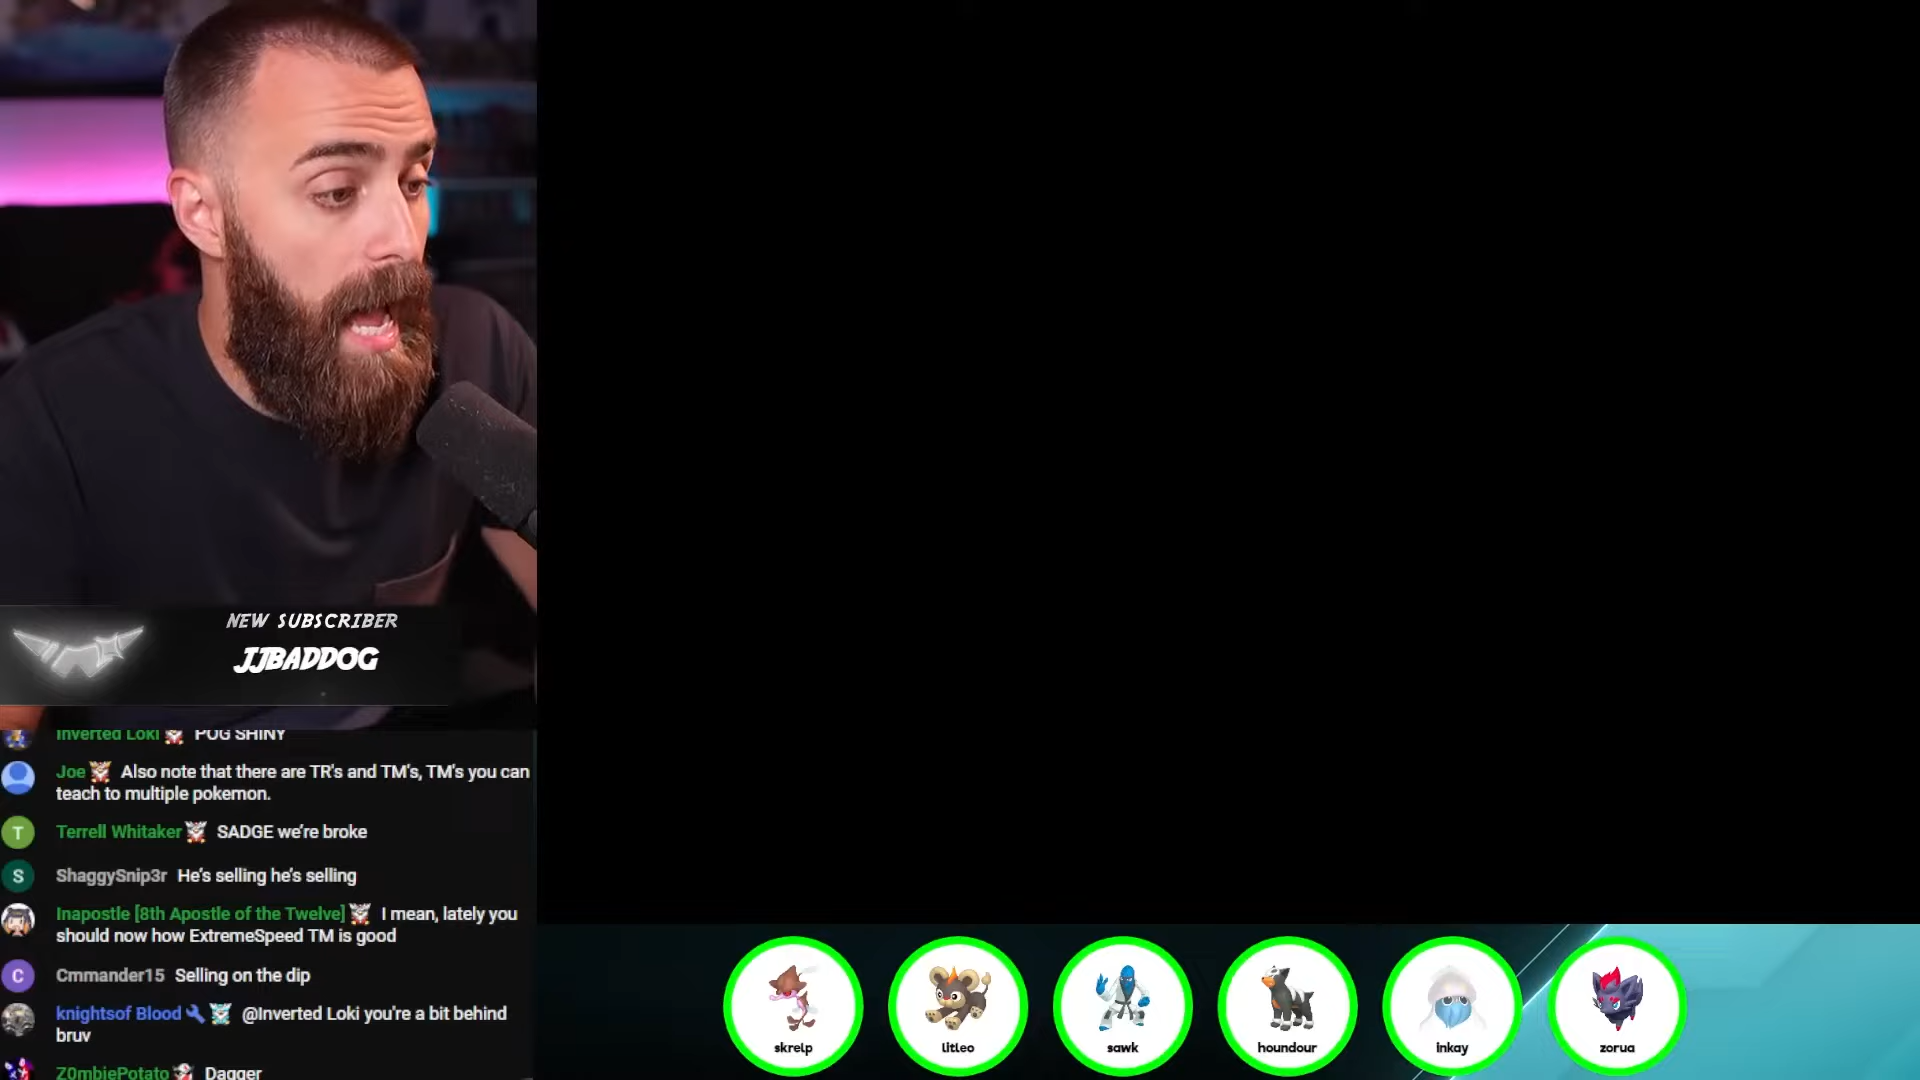 NEW SUBSCRIBER
JJBADDOG
Inverted Loki POG SHINY
Joe Also note that there are TR's and TM's, TM's you can
teach to multiple pokemon.
T Terrell Whitaker SADGE we're broke
S ShaggySnip3r He's selling he's selling
Inapostle [8th Apostle of the Twelve] I mean, lately you
should now how ExtremeSpeed TM is good
C Cmmander15 Selling on the dip
knightsof Blood @Inverted Loki you're a bit behind
bruv
Z0mbiePotato Dagger
skrelp litleo sawk houndour inkay zorua